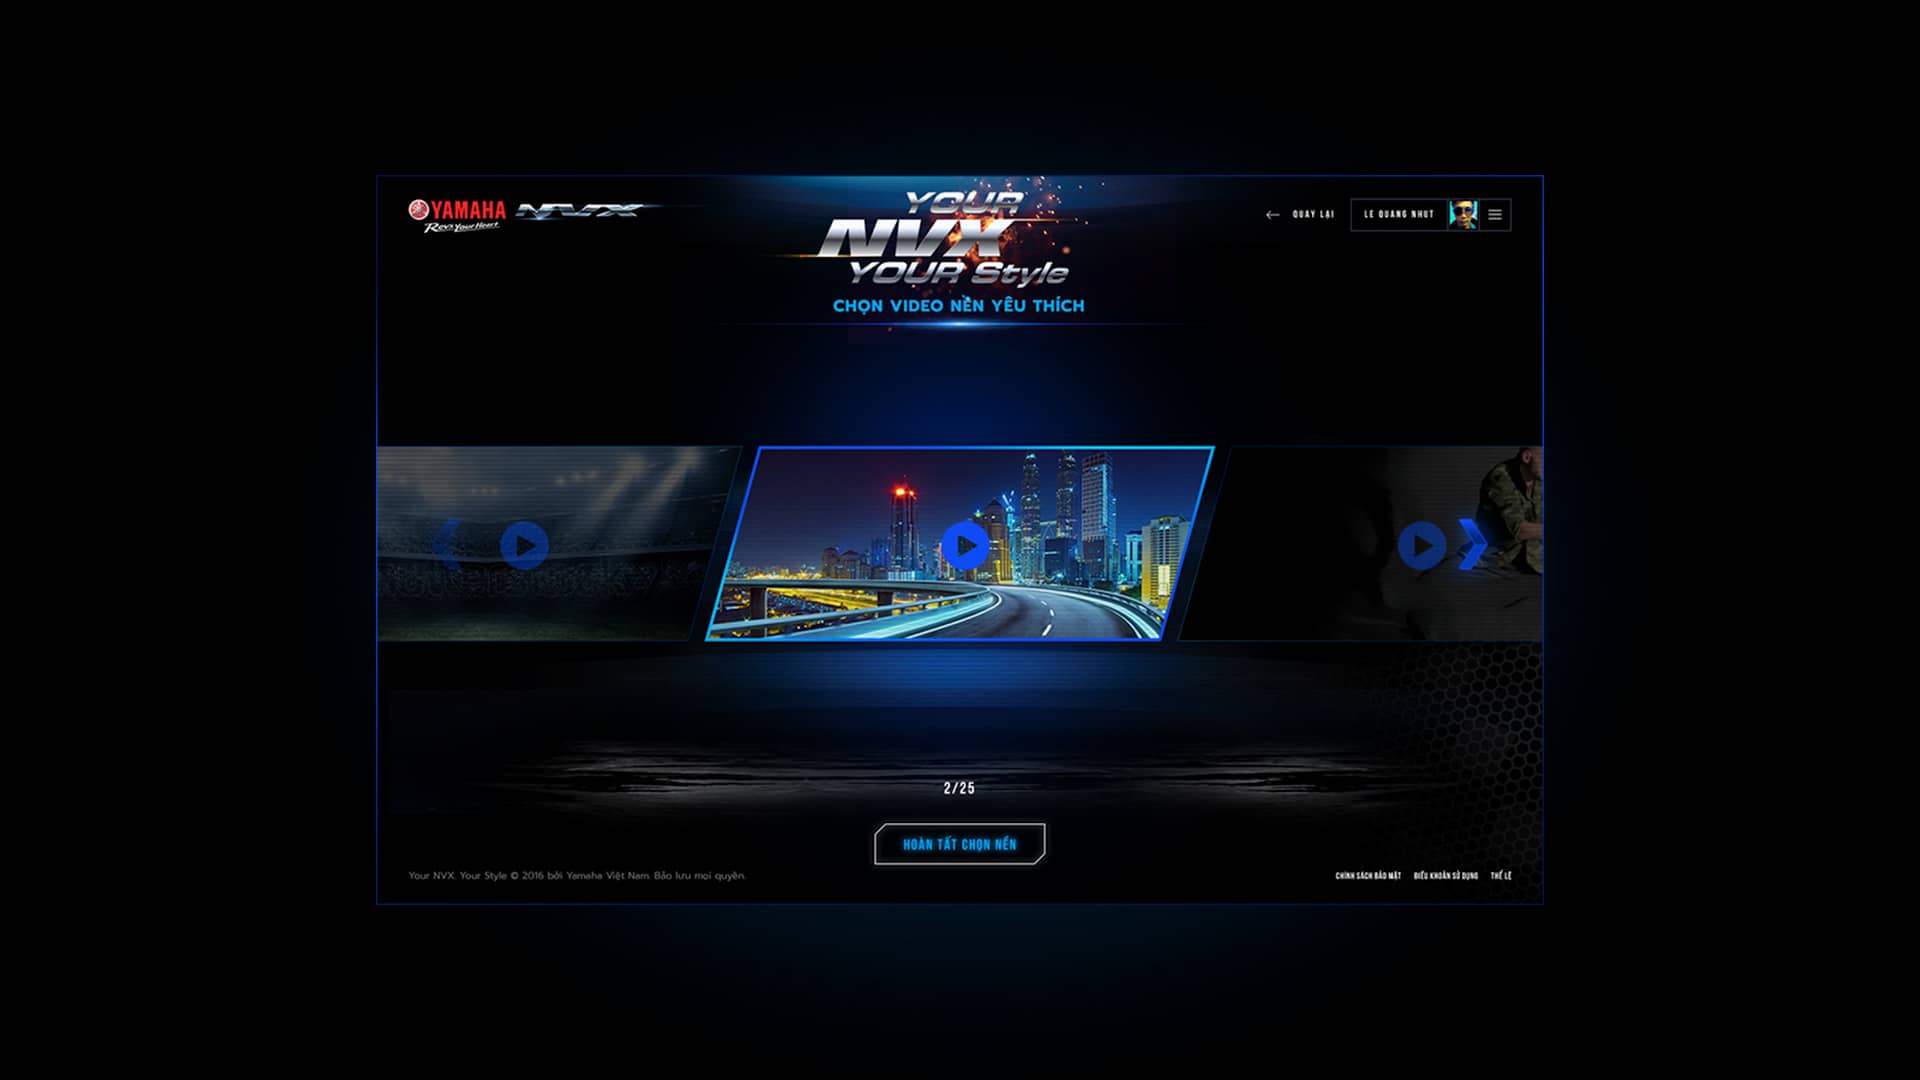 YAMAHA
Revs Your Heart
NVX
YOUR
NVX
YOUR Style
CHỌN VIDEO NỀN YÊU THÍCH
QUAY LẠI
LE QUANG NHUT
2/25
HOÀN TẤT CHỌN NỀN
Your NVX. Your Style © 2016 bởi Yamaha Việt Nam. Bảo lưu mọi quyền.
CHÍNH SÁCH BẢO MẬT
ĐIỀU KHOẢN SỬ DỤNG
THỂ LỆ